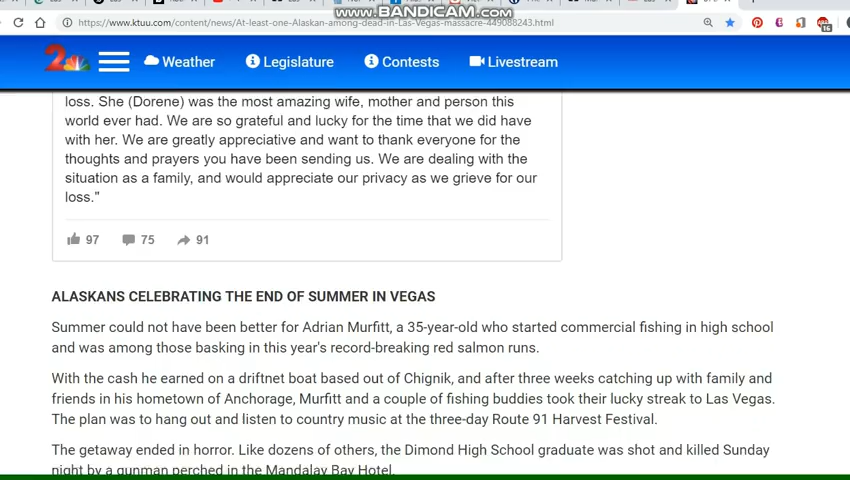 www.BANDICAM.com
https://www.ktuu.com/content/news/At-least-one-Alaskan-among-dead-in-Las-Vegas-massacre-449088243.html
16
2 Weather Legislature Contests Livestream
loss. She (Dorene) was the most amazing wife, mother and person this
world ever had. We are so grateful and lucky for the time that we did have
with her. We are greatly appreciative and want to thank everyone for the
thoughts and prayers you have been sending us. We are dealing with the
situation as a family, and would appreciate our privacy as we grieve for our
loss."
97 75 91
ALASKANS CELEBRATING THE END OF SUMMER IN VEGAS
Summer could not have been better for Adrian Murfitt, a 35-year-old who started commercial fishing in high school
and was among those basking in this year's record-breaking red salmon runs.
With the cash he earned on a driftnet boat based out of Chignik, and after three weeks catching up with family and
friends in his hometown of Anchorage, Murfitt and a couple of fishing buddies took their lucky streak to Las Vegas.
The plan was to hang out and listen to country music at the three-day Route 91 Harvest Festival.
The getaway ended in horror. Like dozens of others, the Dimond High School graduate was shot and killed Sunday
night by a gunman perched in the Mandalay Bay Hotel.